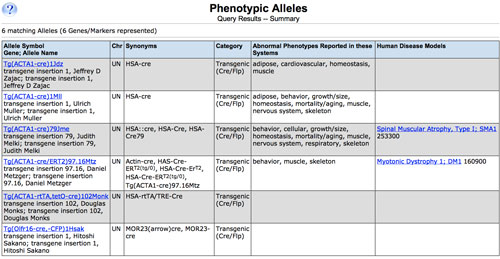 ?
Phenotypic Alleles
Query Results -- Summary
6 matching Alleles (6 Genes/Markers represented)
Allele Symbol
Gene; Allele Name
Chr
Synonyms
Category
Abnormal Phenotypes Reported in these
Systems
Human Disease Models
Tg(ACTA1-cre)1Jdz
transgene insertion 1, Jeffrey D
Zajac; transgene insertion 1,
Jeffrey D Zajac
UN
HSA-cre
Transgenic
(Cre/Flp)
adipose, cardiovascular, homeostasis,
muscle
Tg(ACTA1-cre)1Mll
transgene insertion 1, Ulrich
Muller; transgene insertion 1,
Ulrich Muller
UN
HSA-cre
Transgenic
(Cre/Flp)
adipose, behavior, growth/size,
homeostasis, mortality/aging, muscle,
nervous system, skeleton
Tg(ACTA1-cre)79Jme
transgene insertion 79, Judith
Melki; transgene insertion 79,
Judith Melki
UN
HSA::cre, HSA-Cre, HSA-
Cre79
Transgenic
(Cre/Flp)
behavior, cellular, growth/size,
homeostasis, mortality/aging, muscle,
nervous system, respiratory, skeleton
Spinal Muscular Atrophy, Type I; SMA1
253300
Tg(ACTA1-cre/ERT2)97.16Mtz
transgene insertion 97.16, Daniel
Metzger; transgene insertion
97.16, Daniel Metzger
UN
Actin-cre, HAS-Cre-
ERT2(tg/0), HSA-Cre-ErT2,
HSA-Cre-ERT2(tg/0),
Tg(ACTA1-cre)97.16Mtz
Transgenic
(Cre/Flp)
behavior, muscle, skeleton
Myotonic Dystrophy 1; DM1 160900
Tg(ACTA1-rtTA,tetO-cre)102Monk
transgene insertion 102, Douglas
Monks; transgene insertion 102,
Douglas Monks
UN
HSA-rtTA/TRE-Cre
Transgenic
(Cre/Flp)
Tg(Olfr16-cre,-CFP)1Hsak
transgene insertion 1, Hitoshi
Sakano; transgene insertion 1,
Hitoshi Sakano
UN
MOR23(arrow)cre, MOR23-
cre
Transgenic
(Cre/Flp)